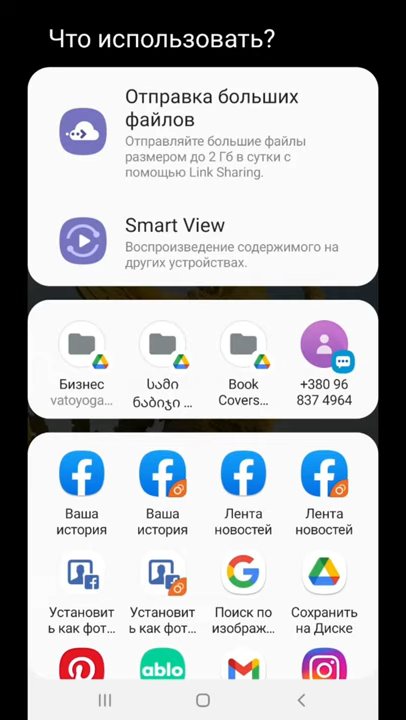 Что использовать?
Отправка больших
файлов
Отправляйте большие файлы
размером до 2 Гб в сутки с
помощью Link Sharing.
Smart View
Воспроизведение содержимого на
других устройствах.
Бизнес
vatoyoga...
სამი
ნაბიჯი ...
Book
Covers...
+380 96
837 4964
Ваша
история
Ваша
история
Лента
новостей
Лента
новостей
Установит
ь как фот...
Установит
ь как фот...
Поиск по
изображ...
Сохранить
на Диске
ablo